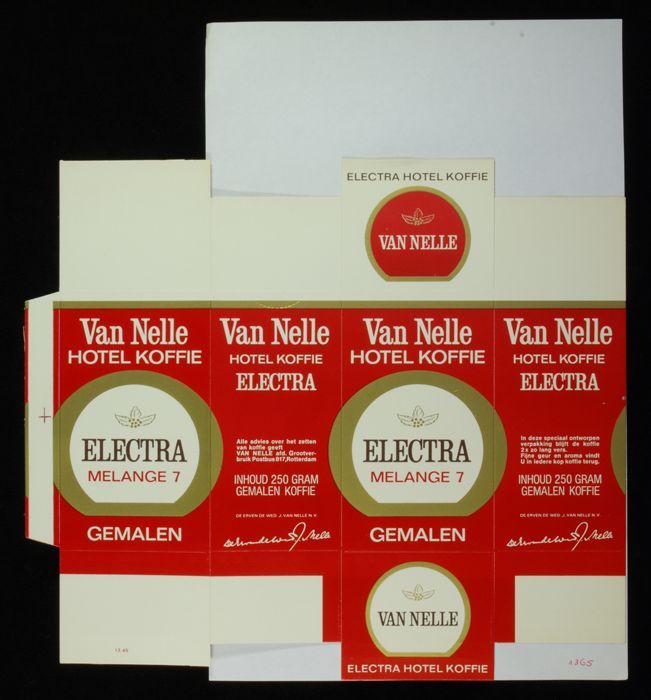 ELECTRA HOTEL KOFFIE
VAN NELLE
Van Nelle
HOTEL KOFFIE
ELECTRA
MELANGE 7
GEMALEN
Van Nelle
HOTEL KOFFIE
ELECTRA
Alle advies over het zetten
van koffie geeft
VAN NELLE afd. Grootver-
bruik Postbus 817, Rotterdam
INHOUD 250 GRAM
GEMALEN KOFFIE
DE ERVEN DE WED. J. VAN NELLE N.V.
Van Nelle
HOTEL KOFFIE
ELECTRA
MELANGE 7
GEMALEN
Van Nelle
HOTEL KOFFIE
ELECTRA
In deze speciaal ontworpen
verpakking blijft de koffie
2 x zo lang vers.
Fijne geur en aroma vindt
U in iedere kop koffie terug.
INHOUD 250 GRAM
GEMALEN KOFFIE
DE ERVEN DE WED. J. VAN NELLE N.V.
VAN NELLE
ELECTRA HOTEL KOFFIE